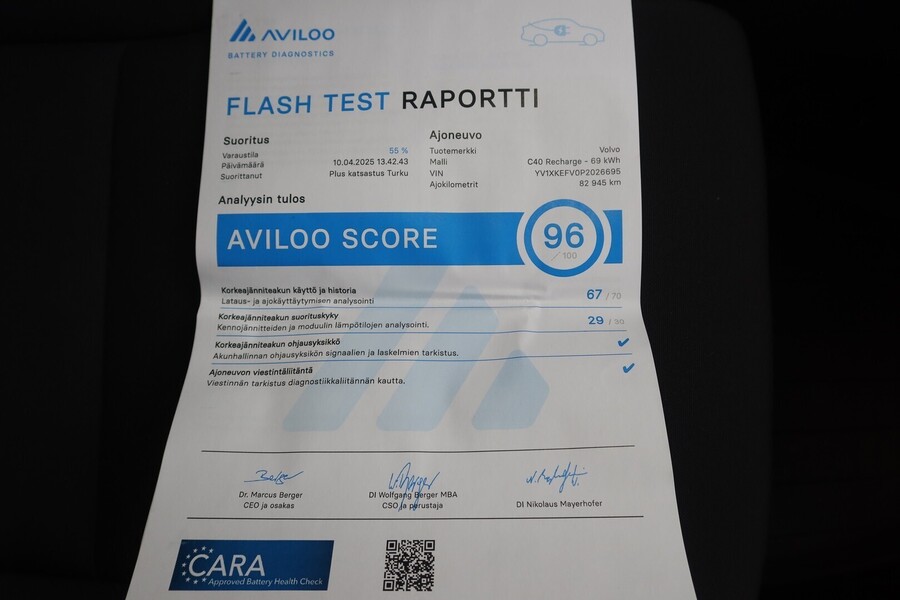 AVILOO
BATTERY DIAGNOSTICS
FLASH TEST RAPORTTI
Suoritus
Varaustila 55 %
Päivämäärä 10.04.2025 13.42.43
Suorittanut Plus katsastus Turku
Ajoneuvo
Tuotemerkki Volvo
Malli C40 Recharge - 69 kWh
VIN YV1XKEFV0P2026695
Ajokilometrit 82 945 km
Analyysin tulos
AVILOO SCORE 96 / 100
Korkeajänniteakun käyttö ja historia 67 / 70
Lataus- ja ajokäyttäytymisen analysointi
Korkeajänniteakun suorituskyky 29 / 30
Kennojännitteiden ja moduulin lämpötilojen analysointi.
Korkeajänniteakun ohjausyksikkö ✔
Akunhallinnan ohjausyksikön signaalien ja laskelmien tarkistus.
Ajoneuvon viestintäliitäntä ✔
Viestinnän tarkistus diagnostiikkaliitännän kautta.
Dr. Marcus Berger
CEO ja osakas
DI Wolfgang Berger MBA
CSO ja perustaja
DI Nikolaus Mayerhofer
CARA
Approved Battery Health Check